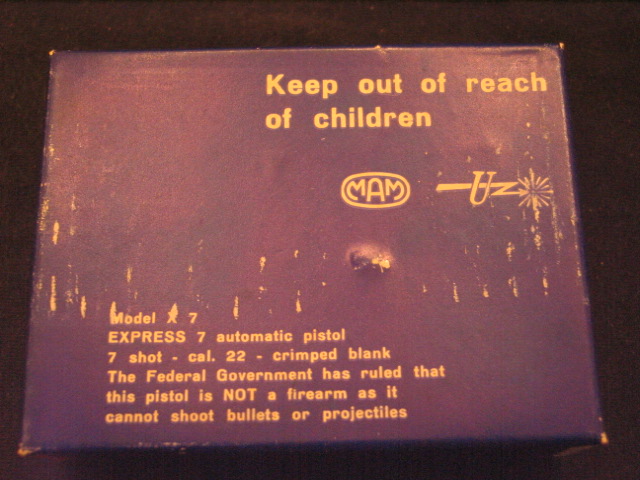 Keep out of reach
of children
MAM
Model X 7
EXPRESS 7 automatic pistol
7 shot - cal. 22 - crimped blank
The Federal Government has ruled that
this pistol is NOT a firearm as it
cannot shoot bullets or projectiles